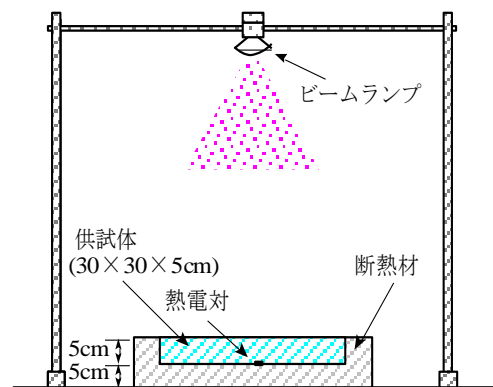 ビームランプ
供試体
(30×30×5cm)
断熱材
熱電対
5cm
5cm